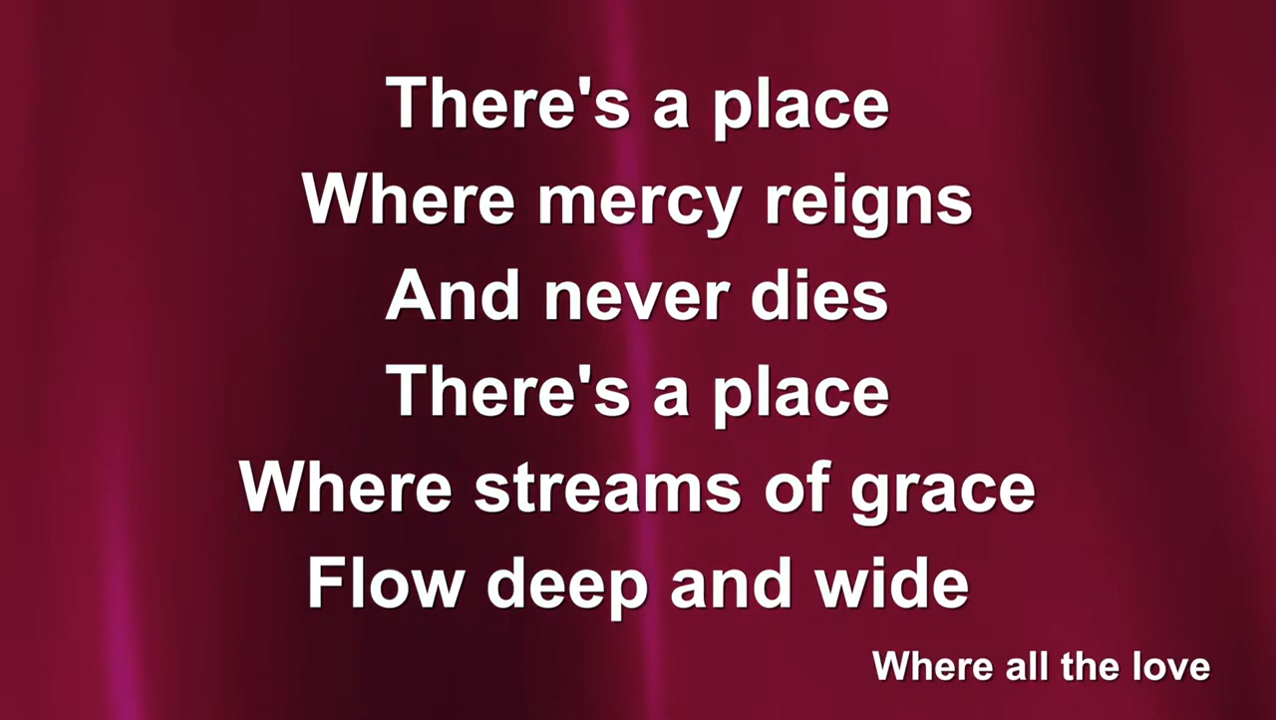 There's a place
Where mercy reigns
And never dies
There's a place
Where streams of grace
Flow deep and wide
Where all the love